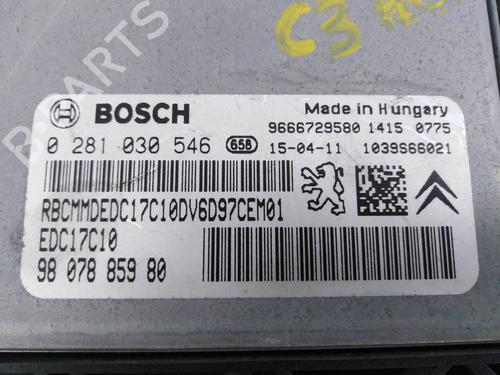 C3
BOSCH
Made in Hungary
9666729580 1415 0775
0 281 030 546 658 15-04-11 1039S66021
RBCMMDEDC17C10DV6D97CEM01
EDC17C10
98 078 859 80
B-PARTS